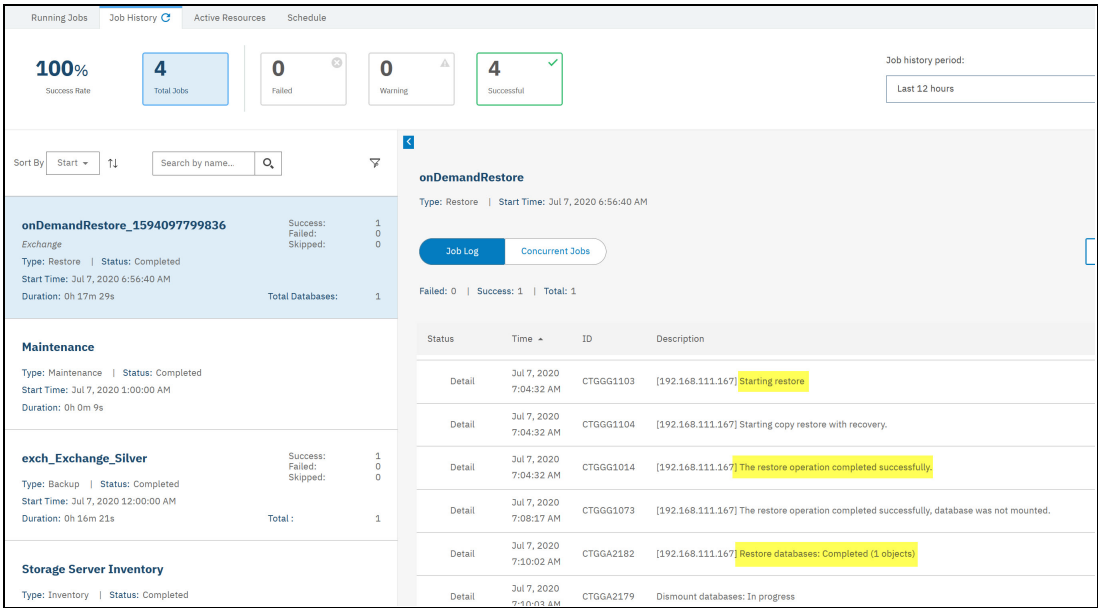 Running Jobs Job History Active Resources Schedule
100%
Success Rate
4
Total Jobs
0
Failed
0
Warning
4
Successful
Job history period:
Last 12 hours
Sort By Start Search by name...
onDemandRestore_1594097799836
Exchange
Type: Restore | Status: Completed
Start Time: Jul 7, 2020 6:56:40 AM
Duration: 0h 17m 29s
Success: 1
Failed: 0
Skipped: 0
Total Databases: 1
Maintenance
Type: Maintenance | Status: Completed
Start Time: Jul 7, 2020 1:00:00 AM
Duration: 0h 0m 9s
exch_Exchange_Silver
Type: Backup | Status: Completed
Start Time: Jul 7, 2020 12:00:00 AM
Duration: 0h 16m 21s
Success: 1
Failed: 0
Skipped: 0
Total : 1
Storage Server Inventory
Type: Inventory | Status: Completed
onDemandRestore
Type: Restore | Start Time: Jul 7, 2020 6:56:40 AM
Job Log Concurrent Jobs
Failed: 0 | Success: 1 | Total: 1
Status Time ID Description
Detail Jul 7, 2020 7:04:32 AM CTGGG1103 [192.168.111.167] Starting restore
Detail Jul 7, 2020 7:04:32 AM CTGGG1104 [192.168.111.167] Starting copy restore with recovery.
Detail Jul 7, 2020 7:04:32 AM CTGGG1014 [192.168.111.167] The restore operation completed successfully.
Detail Jul 7, 2020 7:08:17 AM CTGGG1073 [192.168.111.167] The restore operation completed successfully, database was not mounted.
Detail Jul 7, 2020 7:10:02 AM CTGGA2182 [192.168.111.167] Restore databases: Completed (1 objects)
Detail Jul 7, 2020 7:10:03 AM CTGGA2179 Dismount databases: In progress